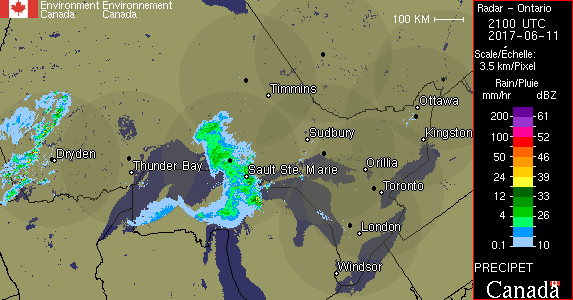 Environment Environnement
Canada Canada
Radar - Ontario
2100 UTC
2017-06-11
100 KM
Scale/Échelle:
3.5 km/Pixel
Rain/Pluie
mm/hr dBZ
200 61
100 52
50 46
24 39
12 33
4 26
0.1 10
Timmins
Ottawa
Sudbury
Kingston
Dryden
Thunder Bay
Sault Ste. Marie
Orillia
Toronto
London
Windsor
PRECIPET
Canada